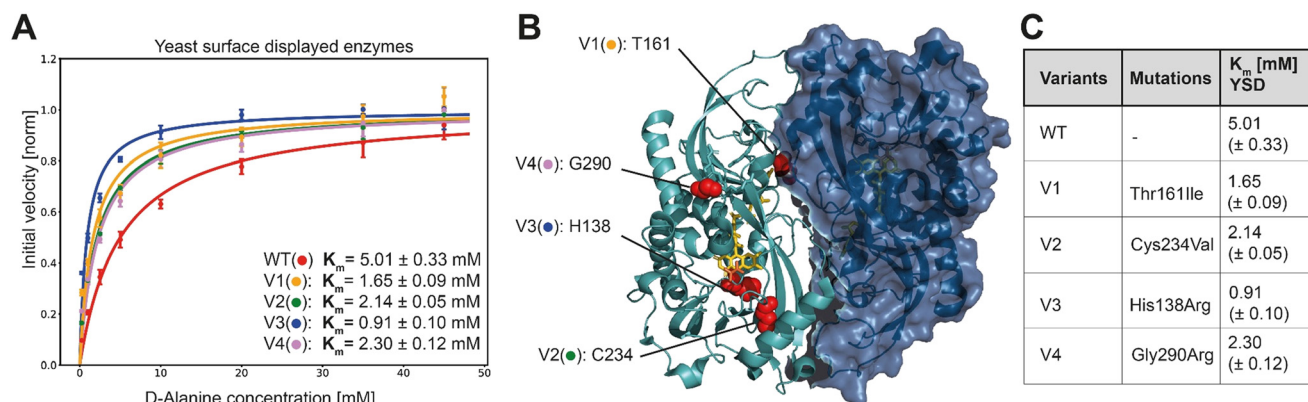 A
Yeast surface displayed enzymes
Initial velocity [norm]
1.2
1.0
0.8
0.6
0.4
0.2
0.0
0
10
20
30
40
50
D-Alanine concentration [mM]
WT(●) Km= 5.01 ± 0.33 mM
V1(●): Km= 1.65 ± 0.09 mM
V2(●): Km= 2.14 ± 0.05 mM
V3(●): Km= 0.91 ± 0.10 mM
V4(●): Km= 2.30 ± 0.12 mM
B
V1(●): T161
V4(●): G290
V3(●): H138
V2(●): C234
C
Variants Mutations Km [mM]
YSD
WT - 5.01
(± 0.33)
V1 Thr161Ile 1.65
(± 0.09)
V2 Cys234Val 2.14
(± 0.05)
V3 His138Arg 0.91
(± 0.10)
V4 Gly290Arg 2.30
(± 0.12)